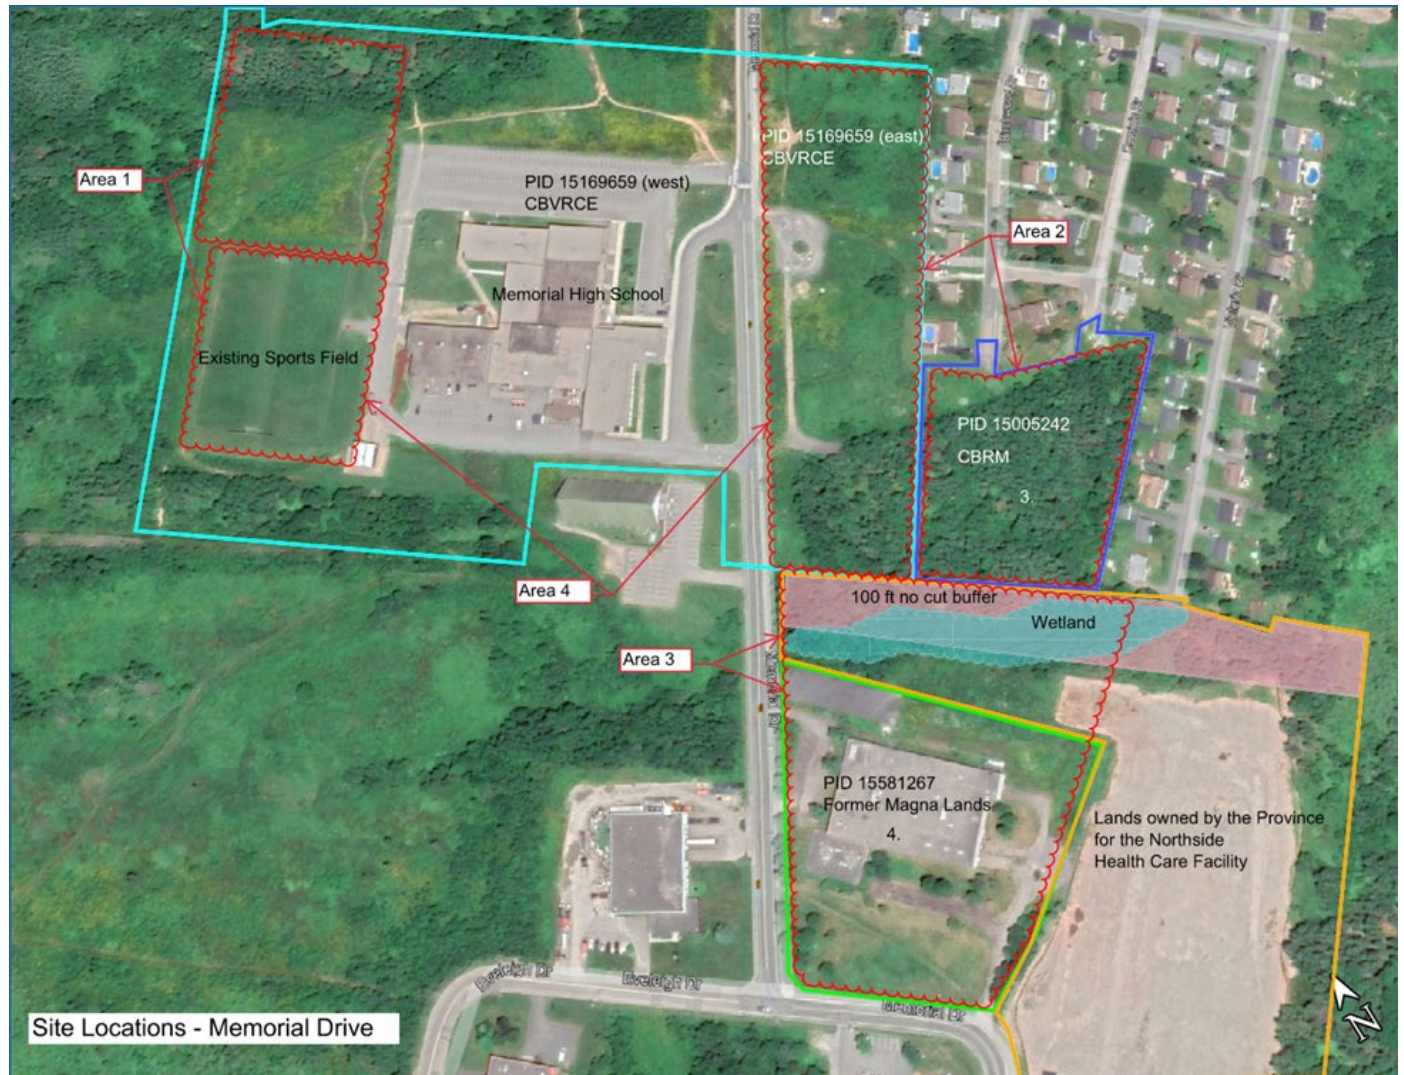 PID 15169659 (east)
CBVRCE
Area 1
PID 15169659 (west)
CBVRCE
Area 2
Memorial High School
Existing Sports Field
PID 15005242
CBRM
3.
Area 4
100 ft no cut buffer
Wetland
Area 3
Memorial Dr
PID 15581267
Former Magna Lands
4.
Lands owned by the Province
for the Northside
Health Care Facility
Eveleigh Dr
Eveleigh Dr
Memorial Dr
Site Locations - Memorial Drive
N